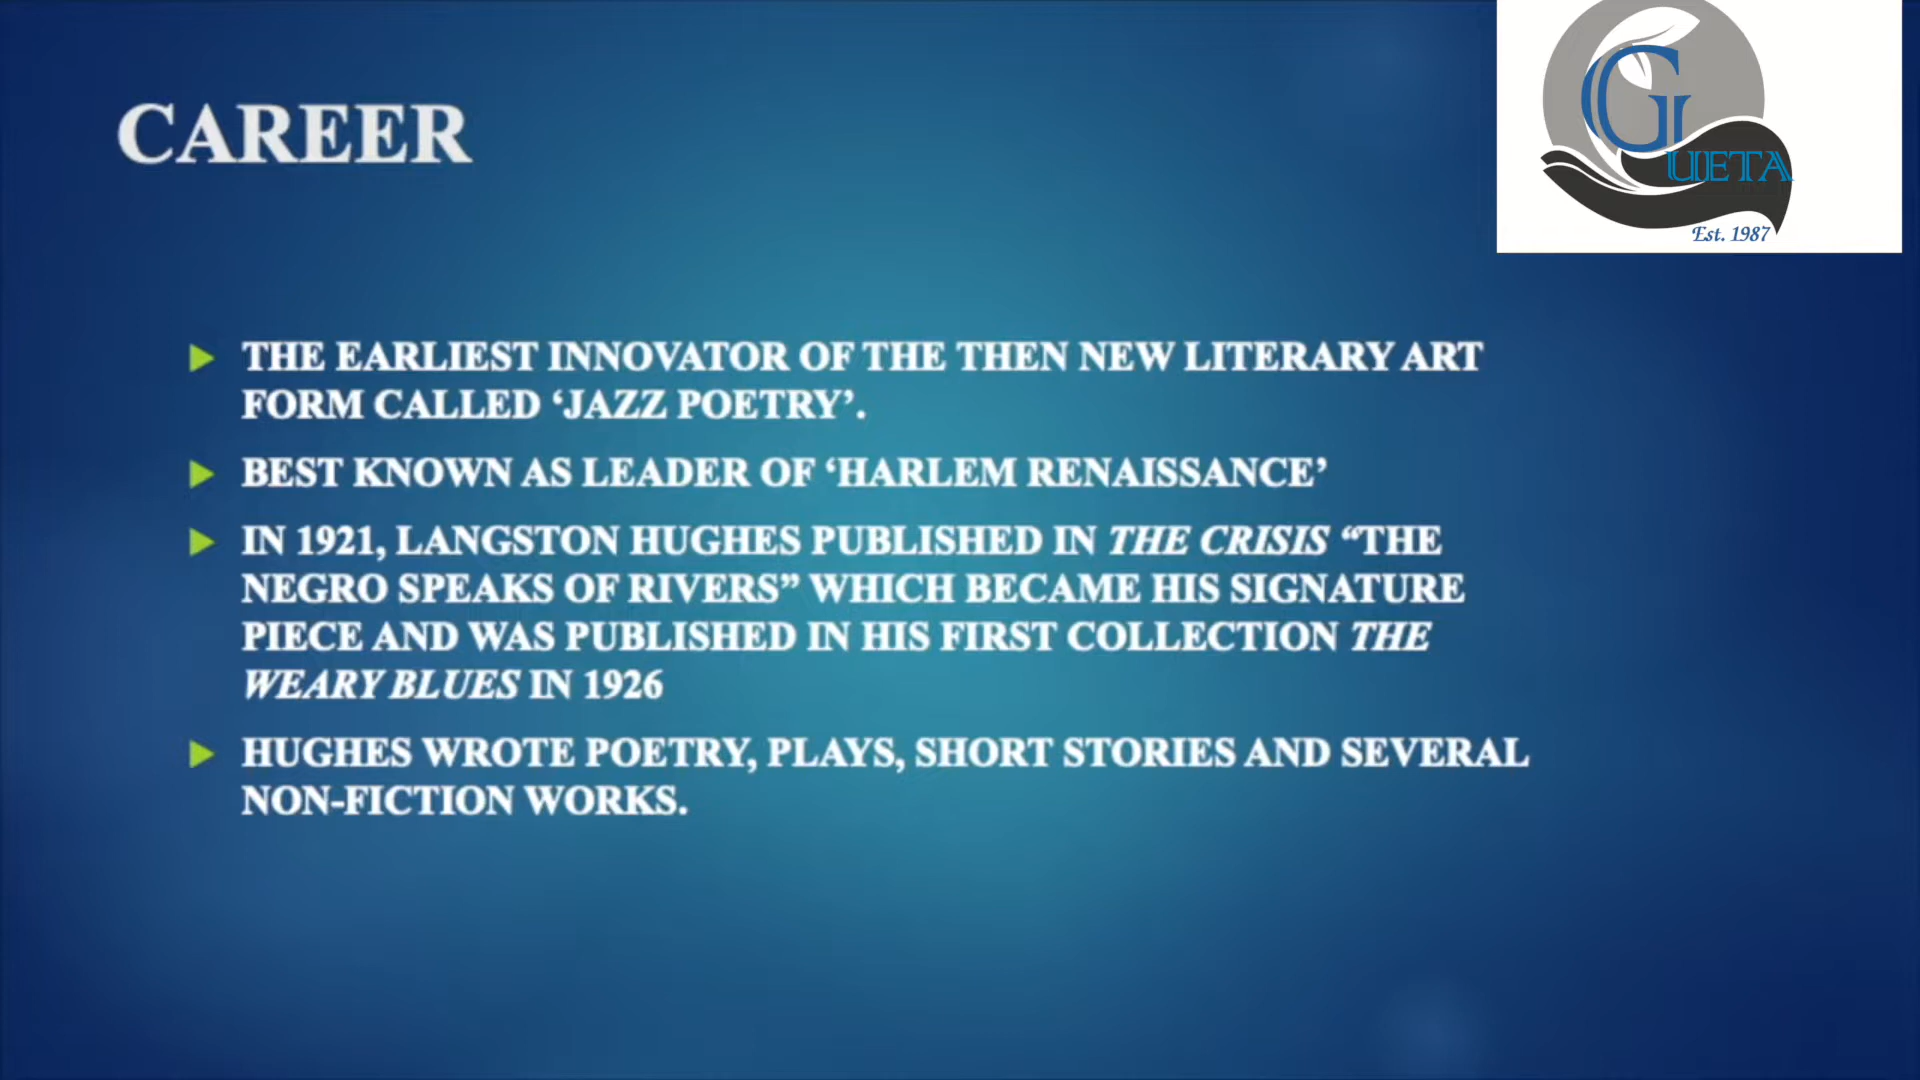 CAREER
GUETA
Est. 1987
THE EARLIEST INNOVATOR OF THE THEN NEW LITERARY ART
FORM CALLED ‘JAZZ POETRY’.
BEST KNOWN AS LEADER OF ‘HARLEM RENAISSANCE’
IN 1921, LANGSTON HUGHES PUBLISHED IN THE CRISIS “THE
NEGRO SPEAKS OF RIVERS” WHICH BECAME HIS SIGNATURE
PIECE AND WAS PUBLISHED IN HIS FIRST COLLECTION THE
WEARY BLUES IN 1926
HUGHES WROTE POETRY, PLAYS, SHORT STORIES AND SEVERAL
NON-FICTION WORKS.